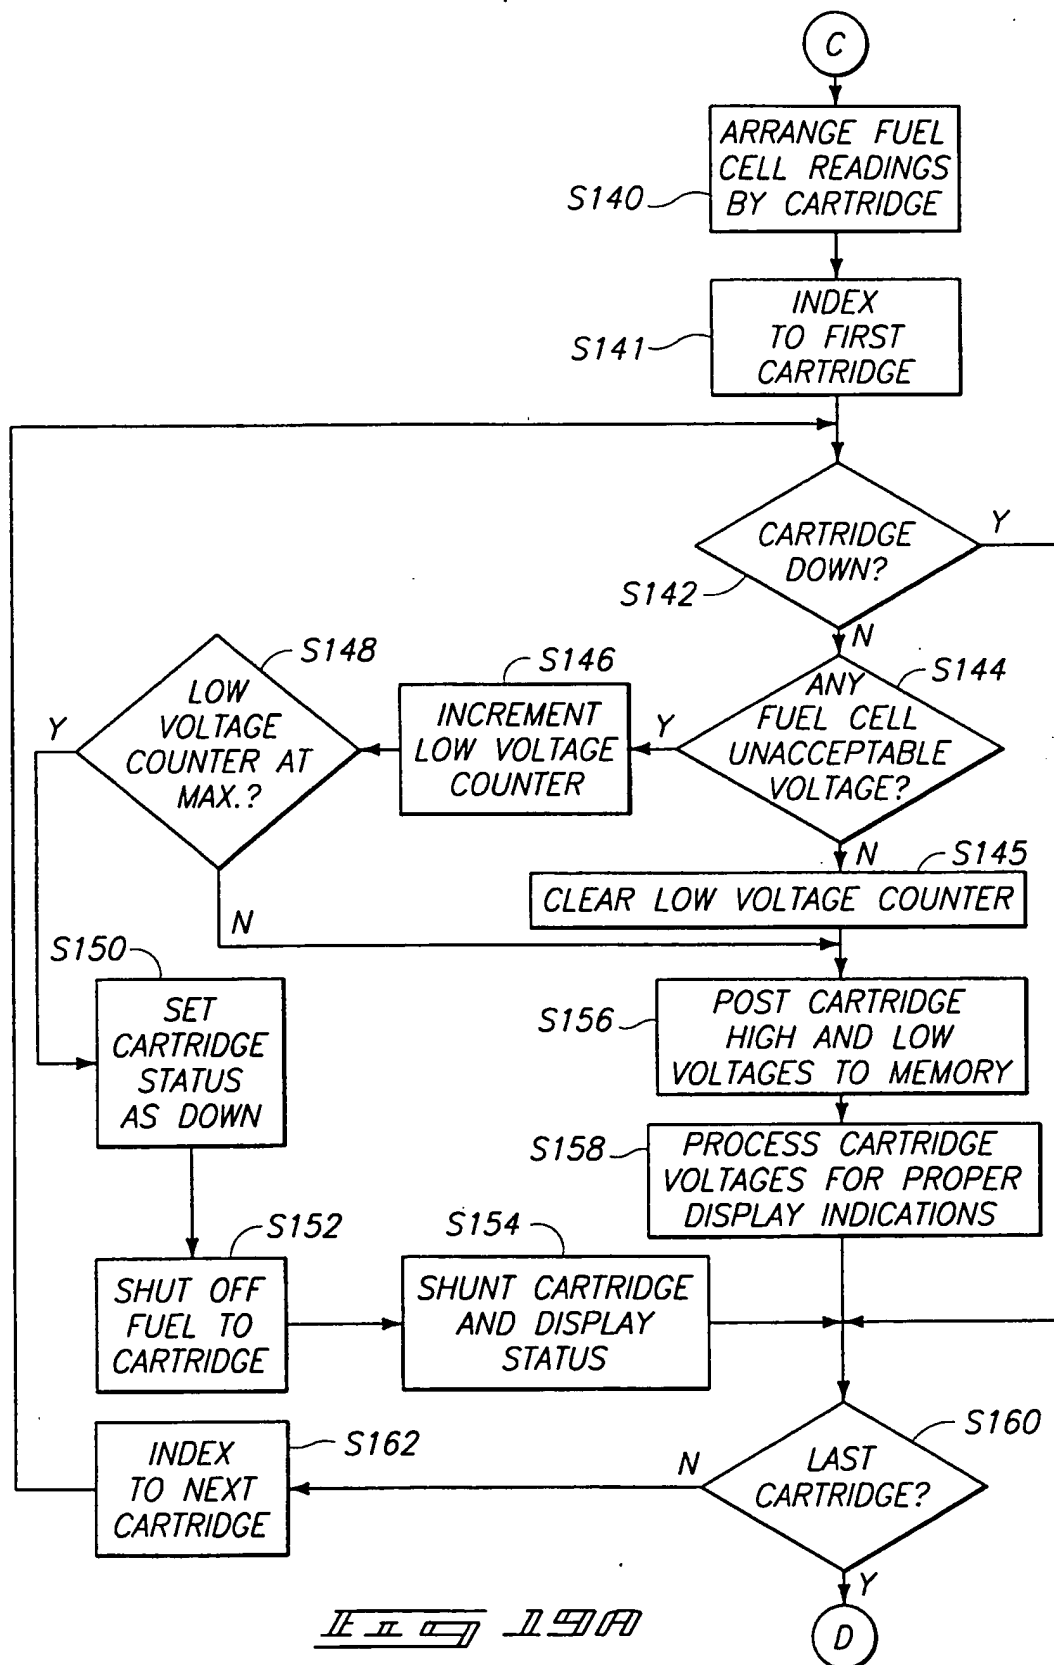 C
ARRANGE FUEL
CELL READINGS
BY CARTRIDGE
S140
INDEX
TO FIRST
CARTRIDGE
S141
CARTRIDGE
DOWN?
Y
S142
N
ANY
FUEL CELL
UNACCEPTABLE
VOLTAGE?
S144
Y
N
S146
INCREMENT
LOW VOLTAGE
COUNTER
S148
LOW
VOLTAGE
COUNTER AT
MAX.?
Y
N
S145
CLEAR LOW VOLTAGE COUNTER
S150
SET
CARTRIDGE
STATUS
AS DOWN
S156
POST CARTRIDGE
HIGH AND LOW
VOLTAGES TO MEMORY
S158
PROCESS CARTRIDGE
VOLTAGES FOR PROPER
DISPLAY INDICATIONS
S152
SHUT OFF
FUEL TO
CARTRIDGE
S154
SHUNT CARTRIDGE
AND DISPLAY
STATUS
S160
LAST
CARTRIDGE?
N
S162
INDEX
TO NEXT
CARTRIDGE
Y
D
FIG 19A